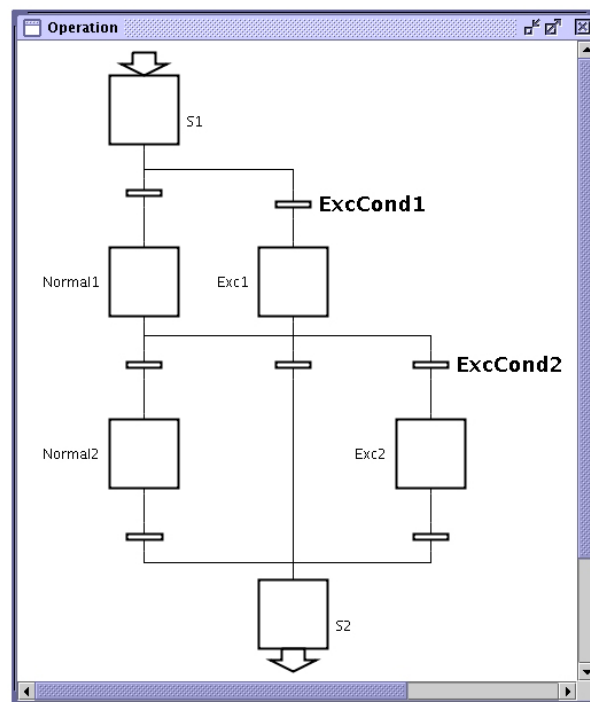 Operation
S1
ExcCond1
Normal1
Exc1
ExcCond2
Normal2
Exc2
S2